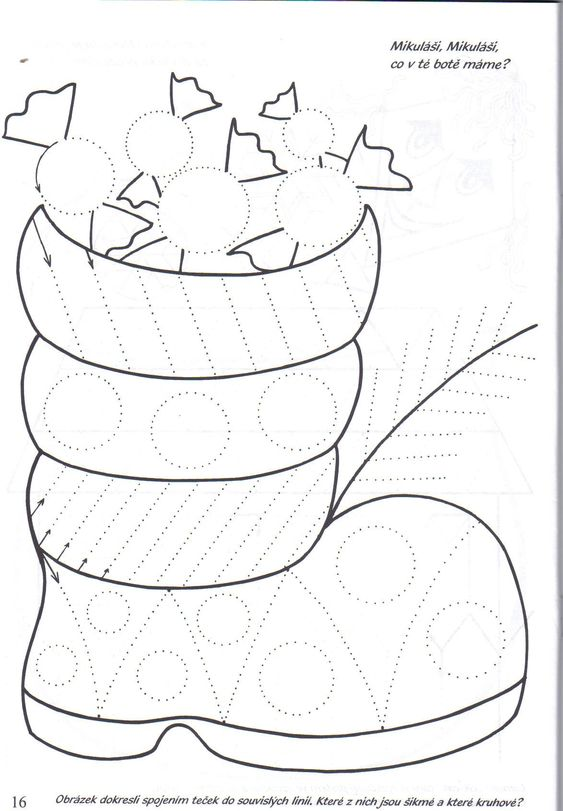 Mikuláši, Mikuláši,
co v té botě máme?
16
Obrázek dokresli spojením teček do souvislých linií. Které z nich jsou šikmé a které kruhové?